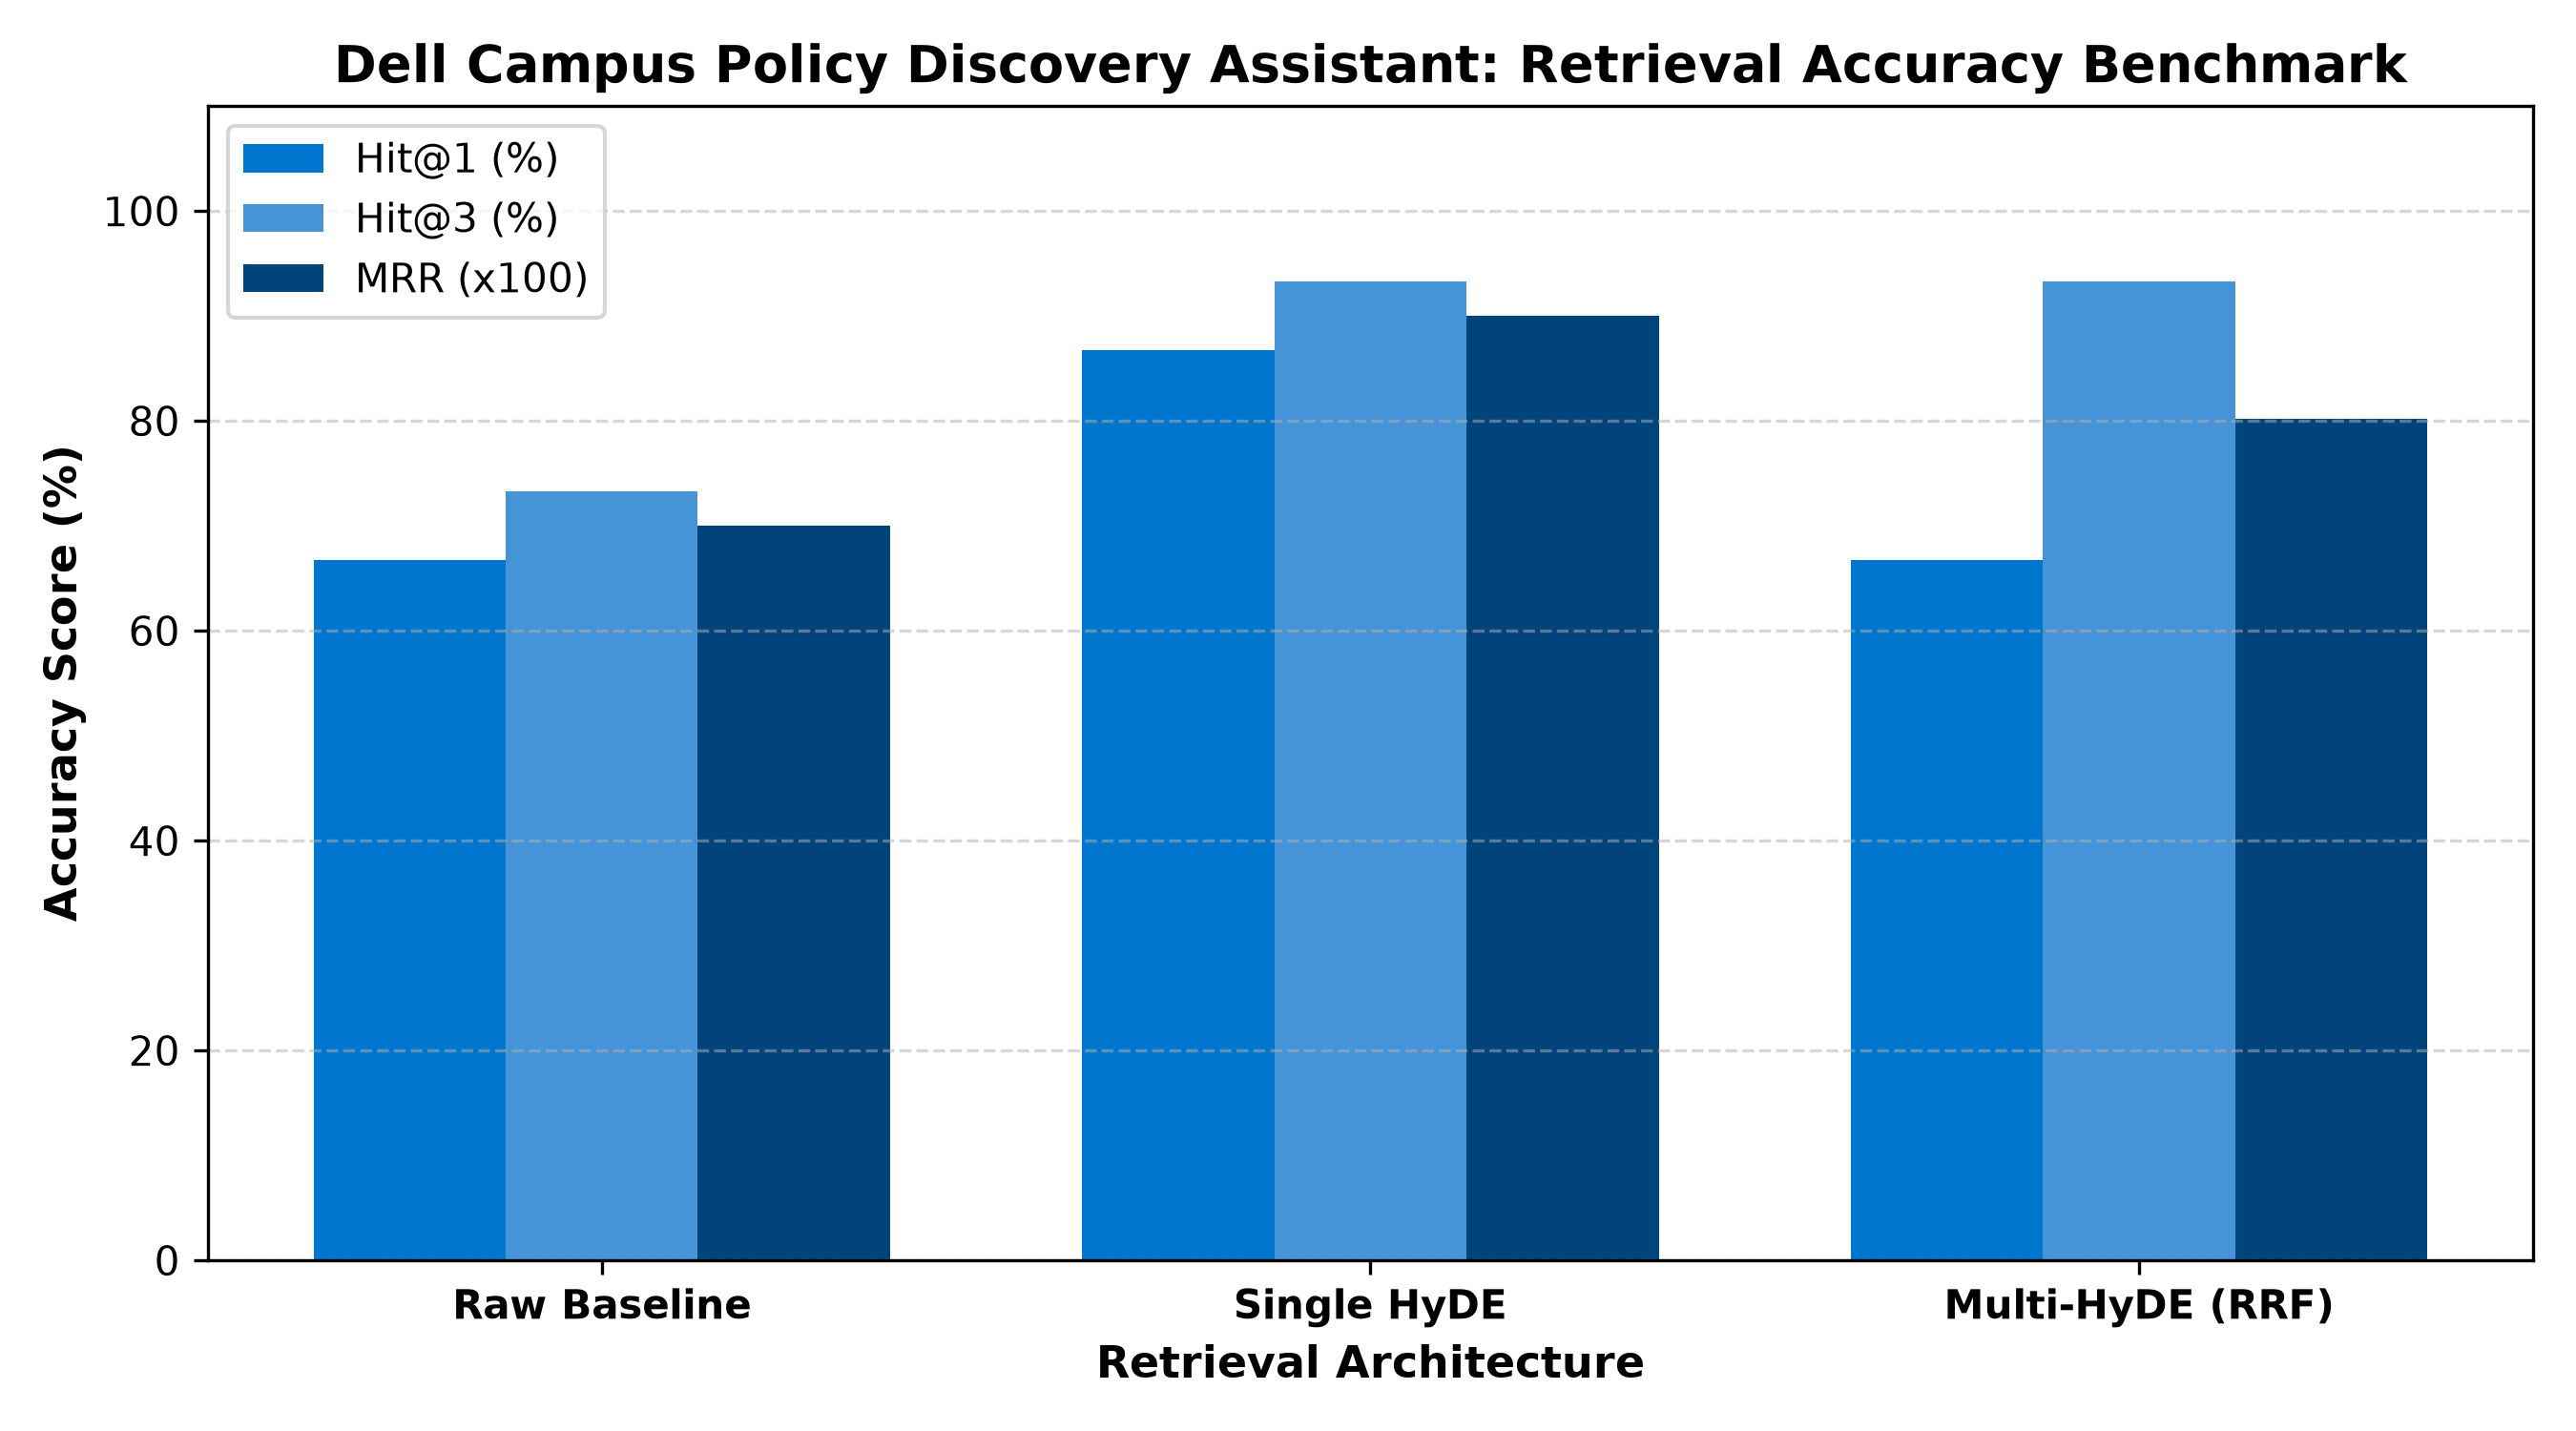 Dell Campus Policy Discovery Assistant: Retrieval Accuracy Benchmark
Hit@1 (%)
Hit@3 (%)
MRR (x100)
Accuracy Score (%)
100
80
60
40
20
0
Raw Baseline
Single HyDE
Multi-HyDE (RRF)
Retrieval Architecture